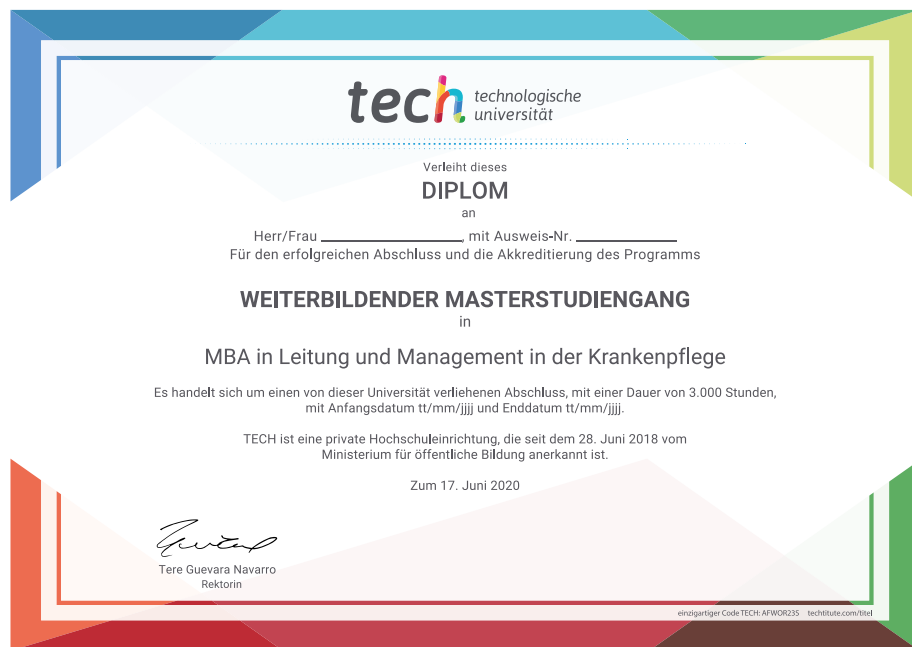 tech technologische
universität
Verleiht dieses
DIPLOM
an
Herr/Frau ____________________, mit Ausweis-Nr. ______________
Für den erfolgreichen Abschluss und die Akkreditierung des Programms
WEITERBILDENDER MASTERSTUDIENGANG
in
MBA in Leitung und Management in der Krankenpflege
Es handelt sich um einen von dieser Universität verliehenen Abschluss, mit einer Dauer von 3.000 Stunden,
mit Anfangsdatum tt/mm/jjjj und Enddatum tt/mm/jjjj.
TECH ist eine private Hochschuleinrichtung, die seit dem 28. Juni 2018 vom
Ministerium für öffentliche Bildung anerkannt ist.
Zum 17. Juni 2020
Tere Guevara Navarro
Rektorin
einzigartiger Code TECH: AFWOR23S techtitute.com/titel